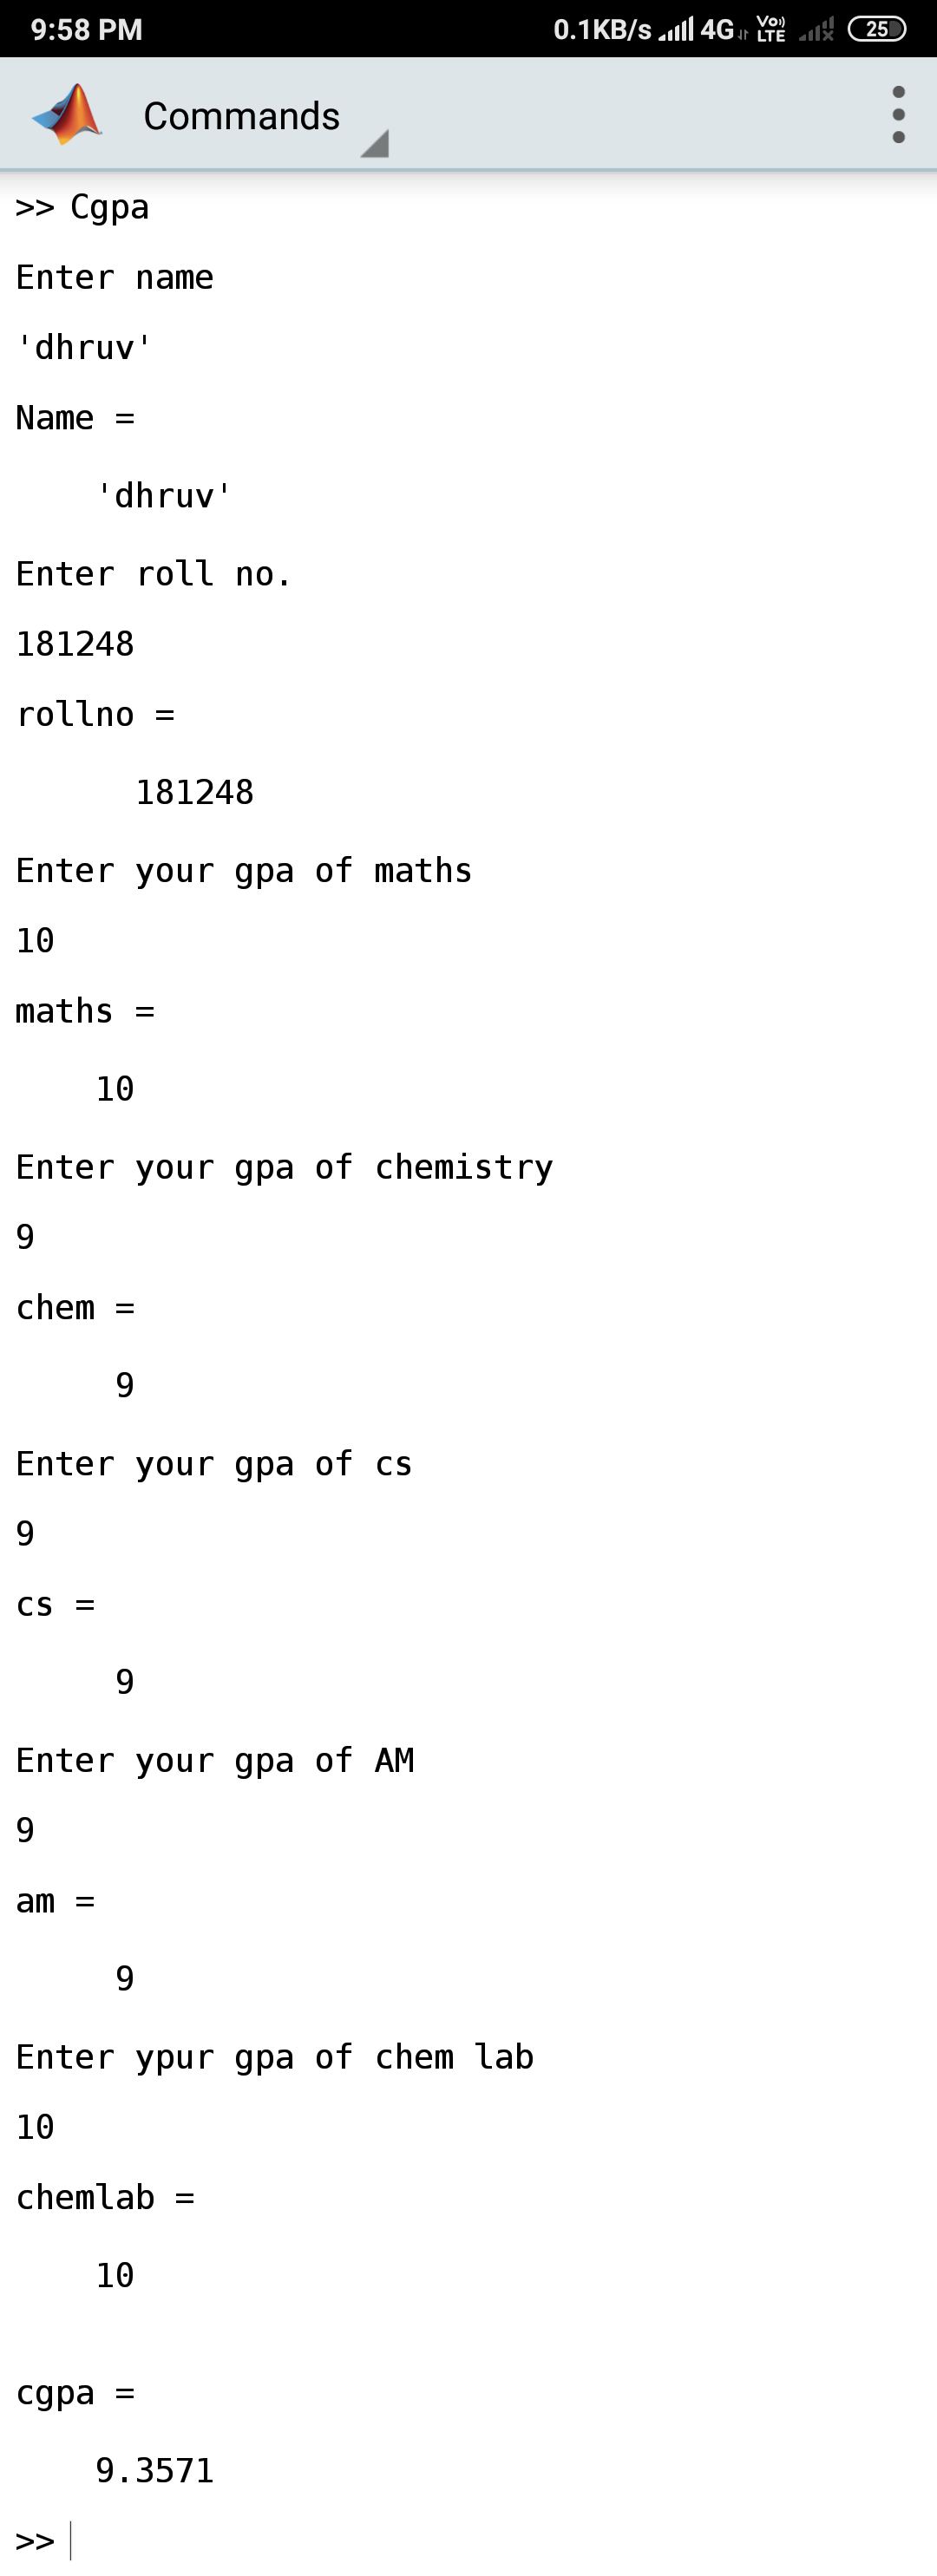 9:58 PM 0.1KB/s 4G Vo)) LTE 25
Commands
>> Cgpa
Enter name
'dhruv'
Name =
'dhruv'
Enter roll no.
181248
rollno =
181248
Enter your gpa of maths
10
maths =
10
Enter your gpa of chemistry
9
chem =
9
Enter your gpa of cs
9
cs =
9
Enter your gpa of AM
9
am =
9
Enter ypur gpa of chem lab
10
chemlab =
10
cgpa =
9.3571
>>